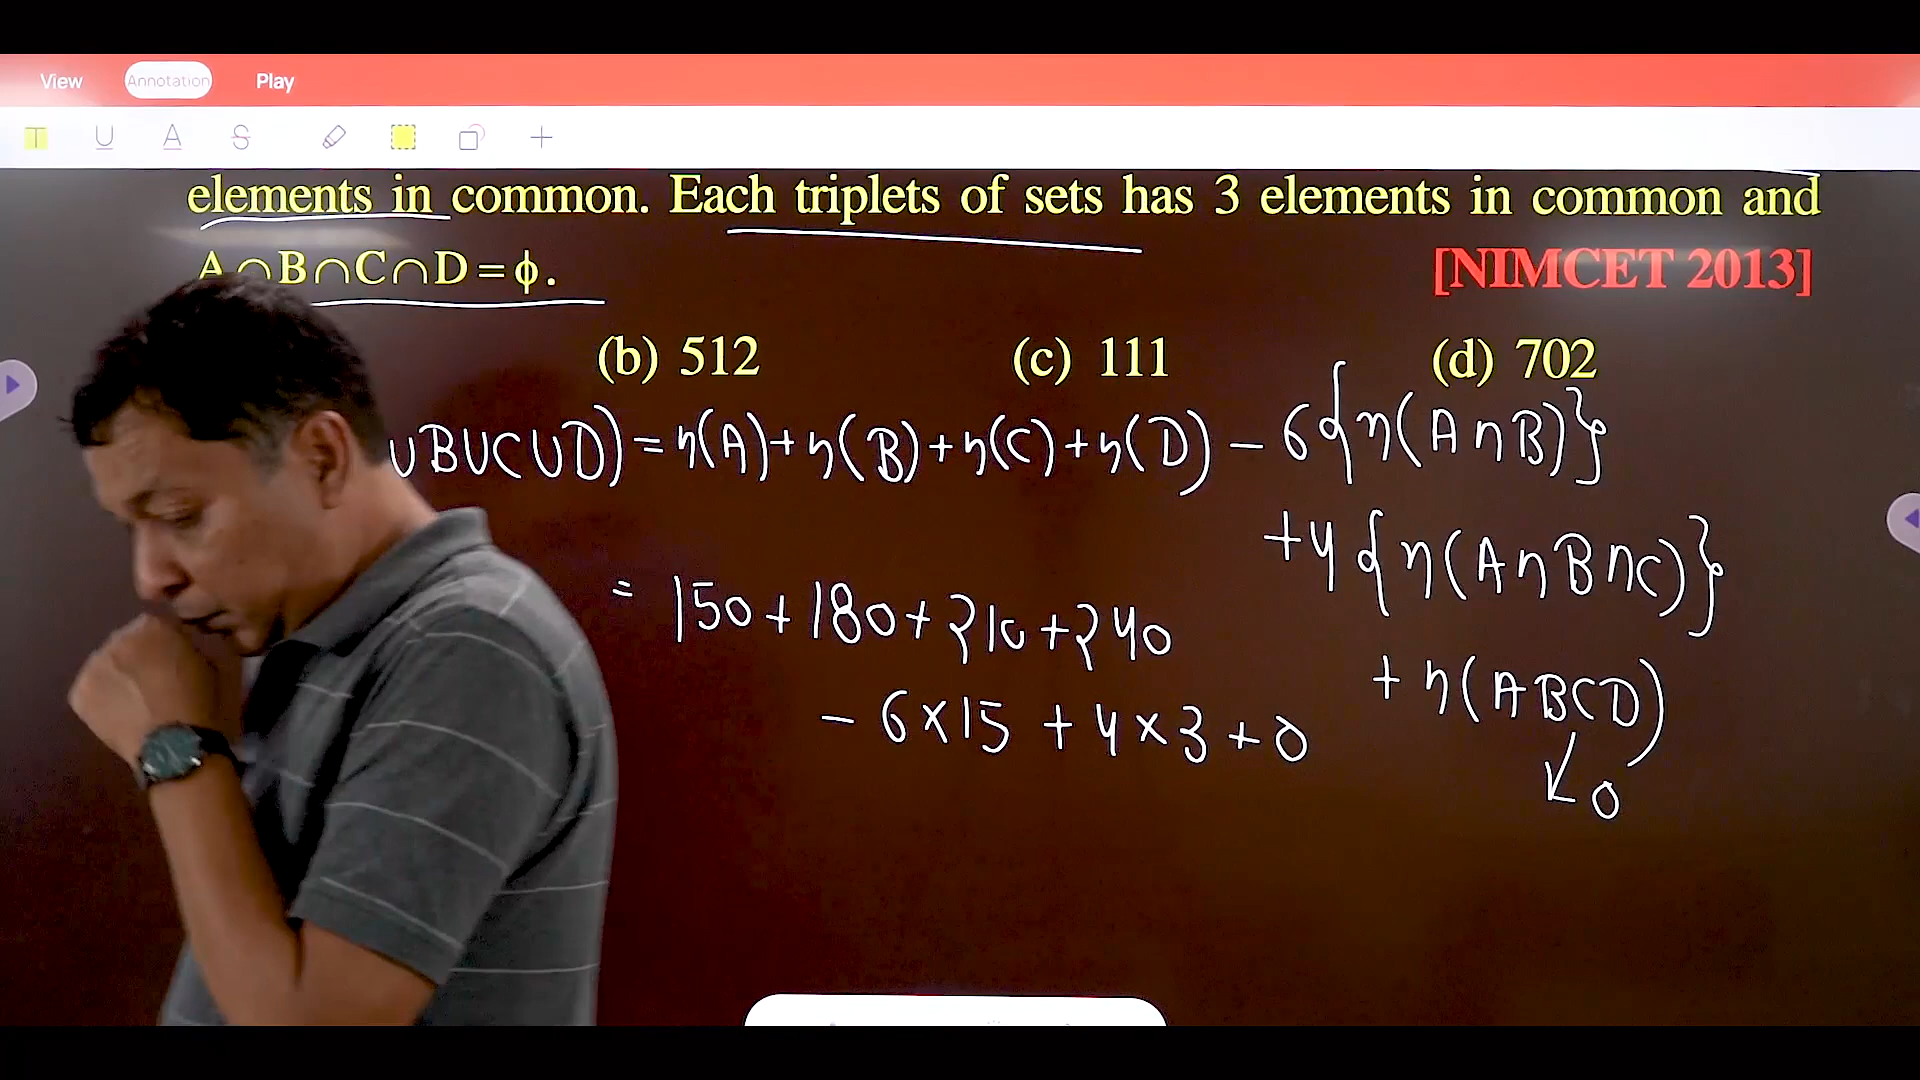 View Annotation Play
T U A S
elements in common. Each triplets of sets has 3 elements in common and
A∩B∩C∩D = ϕ. [NIMCET 2013]
(b) 512 (c) 111 (d) 702
∪B∪C∪D) = η(A) + η(B) + η(C) + η(D) − 6{η(A∩B)}
+4{η(A∩B∩C)}
= 150 + 180 + 210 + 240
+ η(ABCD)
− 6×15 + 4×3 + 0
↙ 0